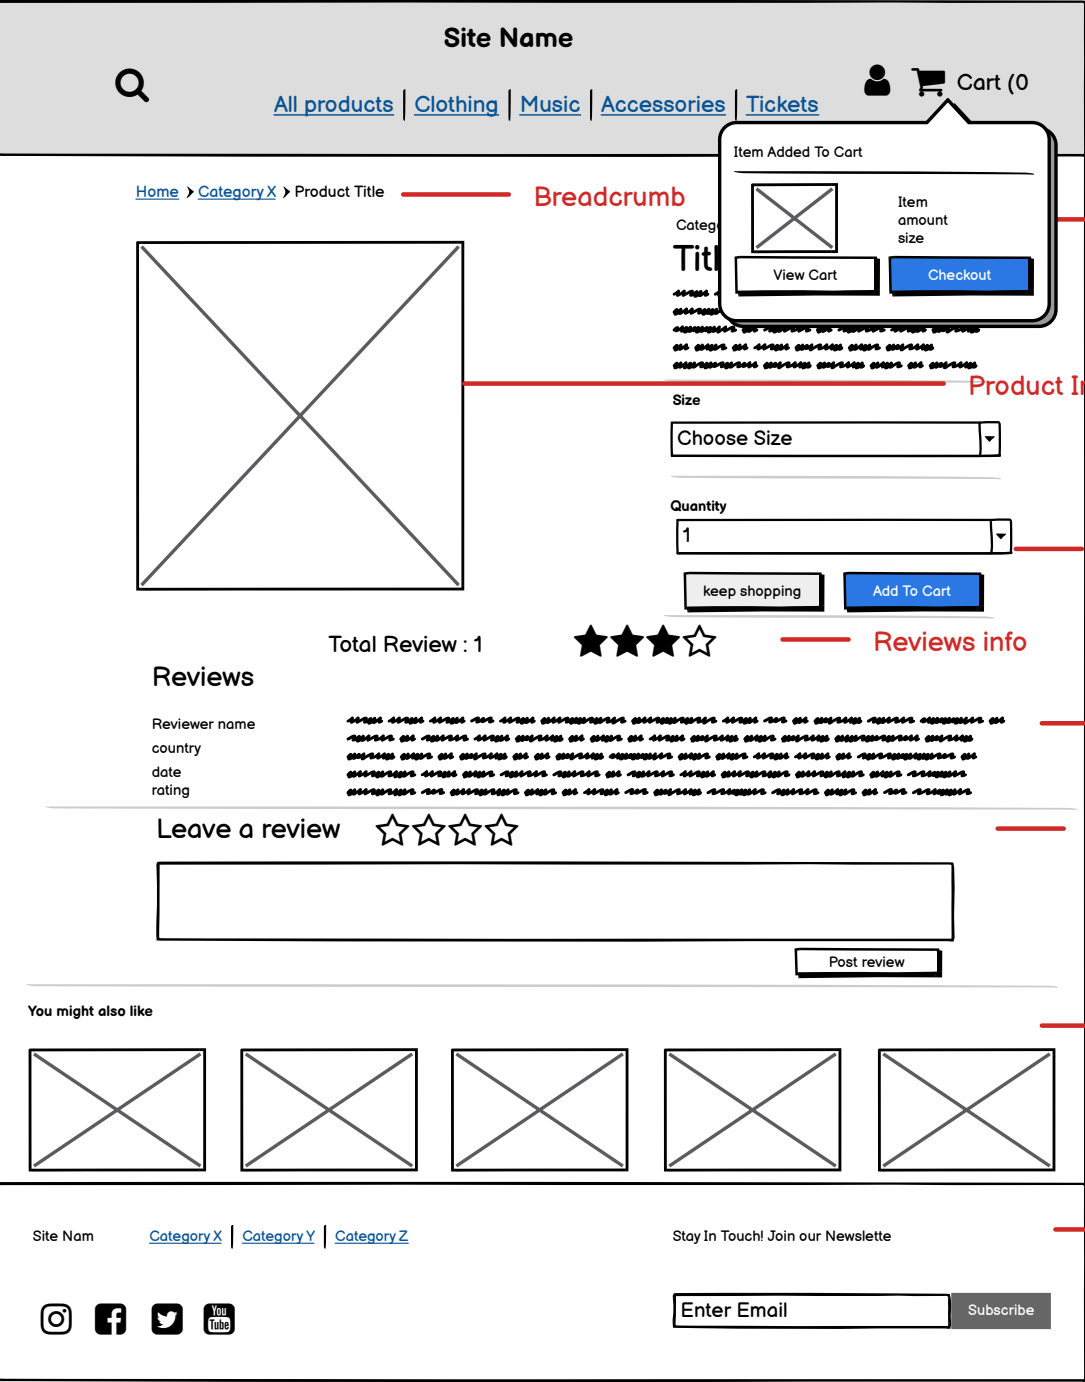 Site Name
All products
Clothing
Music
Accessories
Tickets
Cart (0
Item Added To Cart
Item
amount
size
View Cart
Checkout
Home
Category X
Product Title
Breadcrumb
Categ
Titl
Product In
Size
Choose Size
Quantity
1
keep shopping
Add To Cart
Total Review : 1
Reviews info
Reviews
Reviewer name
country
date
rating
Leave a review
Post review
You might also like
Site Nam
Category X
Category Y
Category Z
Stay In Touch! Join our Newslette
You
Tube
Enter Email
Subscribe